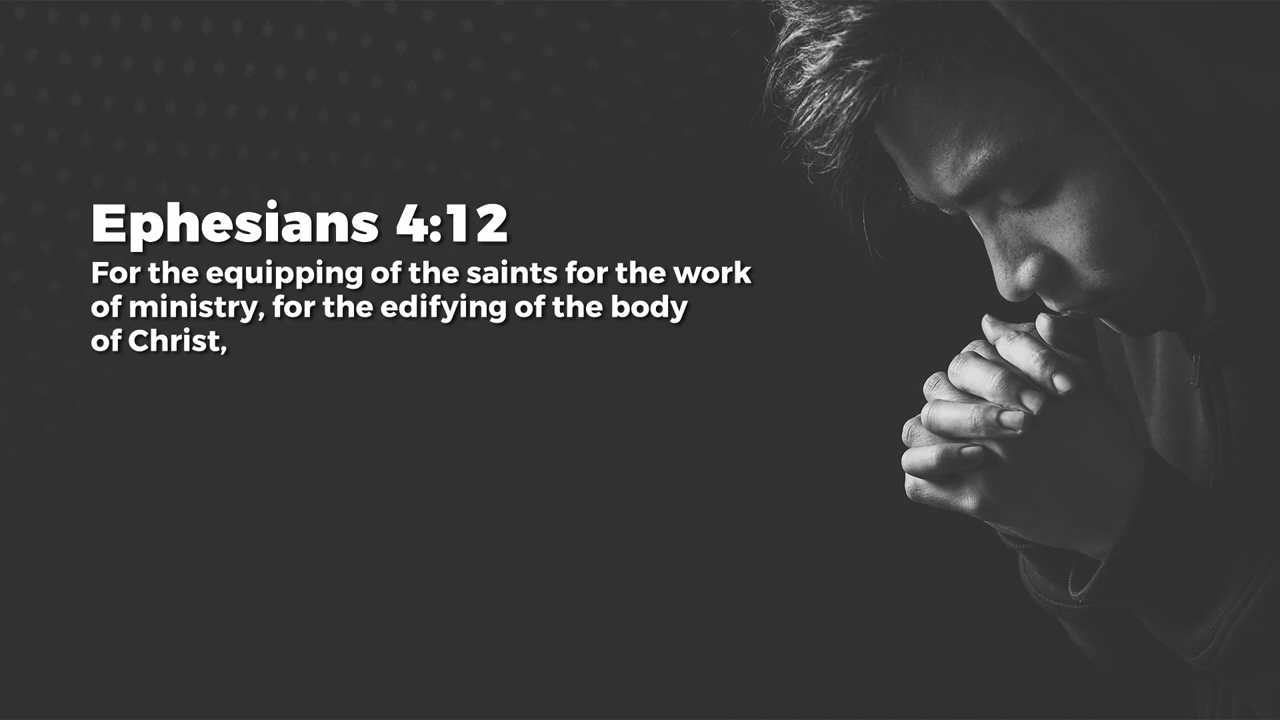 Ephesians 4:12
For the equipping of the saints for the work
of ministry, for the edifying of the body
of Christ,